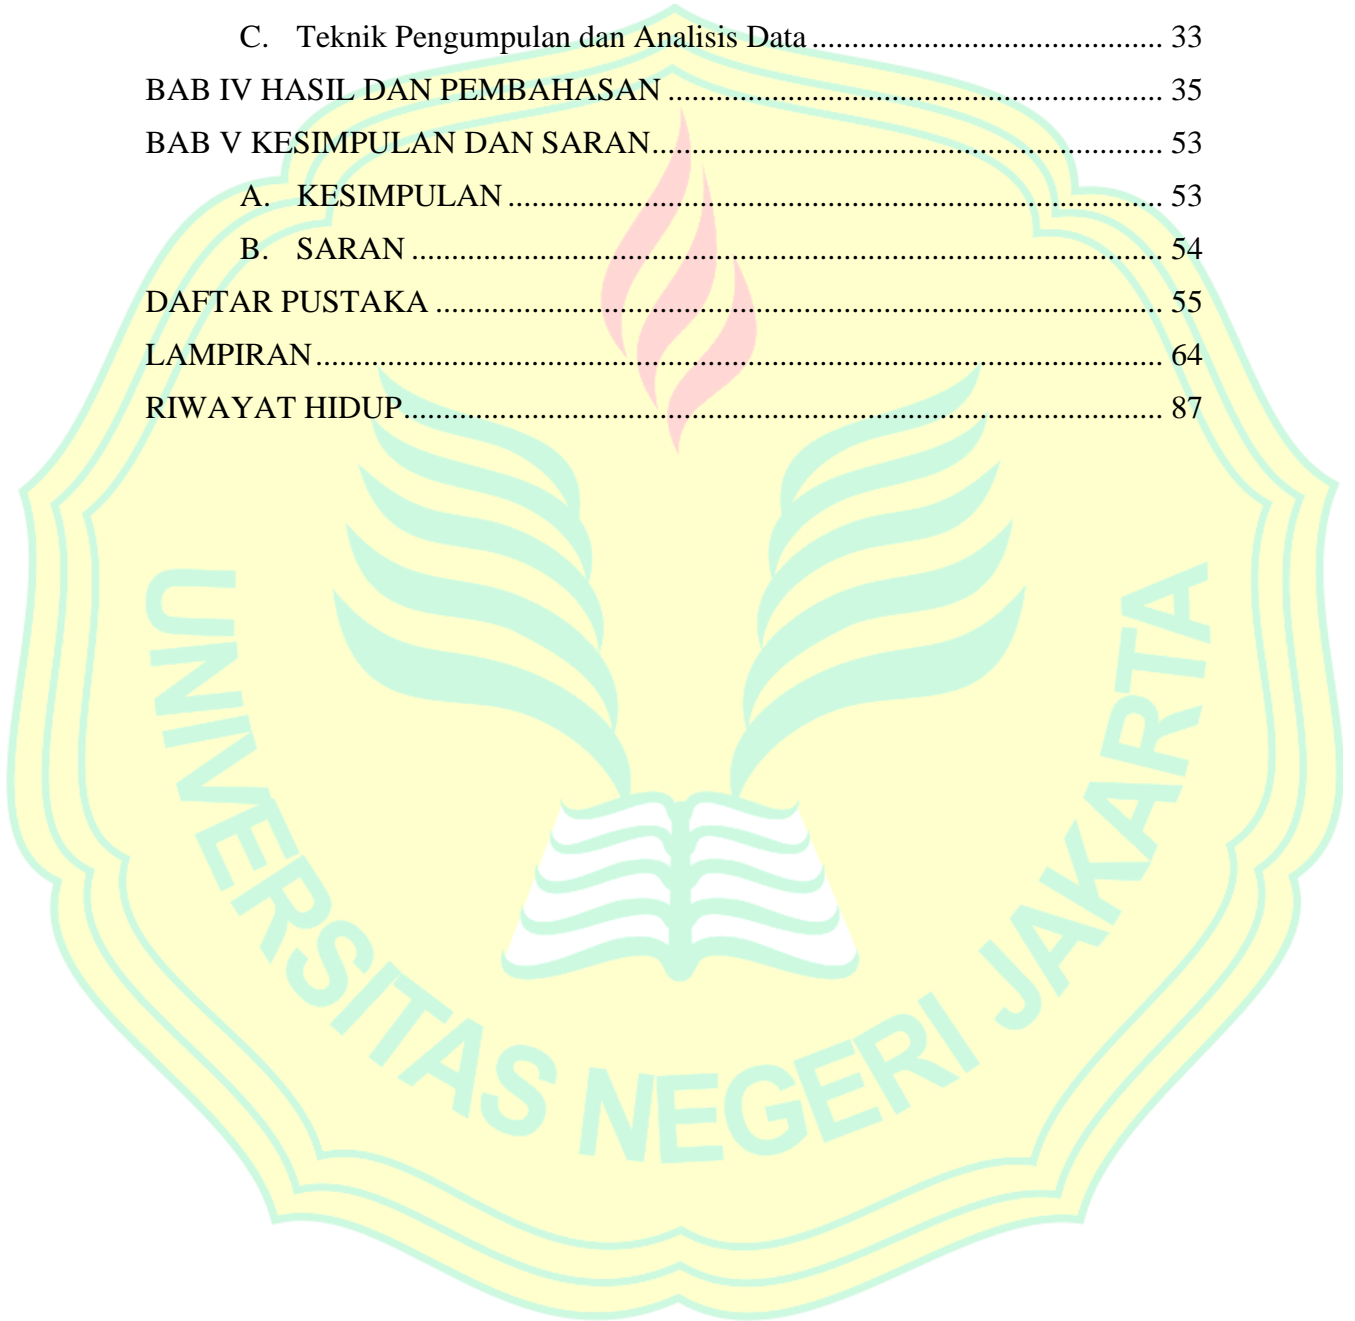 C. Teknik Pengumpulan dan Analisis Data ........................................ 33
BAB IV HASIL DAN PEMBAHASAN ........................................................ 35
BAB V KESIMPULAN DAN SARAN.......................................................... 53
A. KESIMPULAN .......................................................................... 53
B. SARAN ..................................................................................... 54
DAFTAR PUSTAKA ................................................................................... 55
LAMPIRAN................................................................................................. 64
RIWAYAT HIDUP....................................................................................... 87
UNIVERSITAS NEGERI JAKARTA